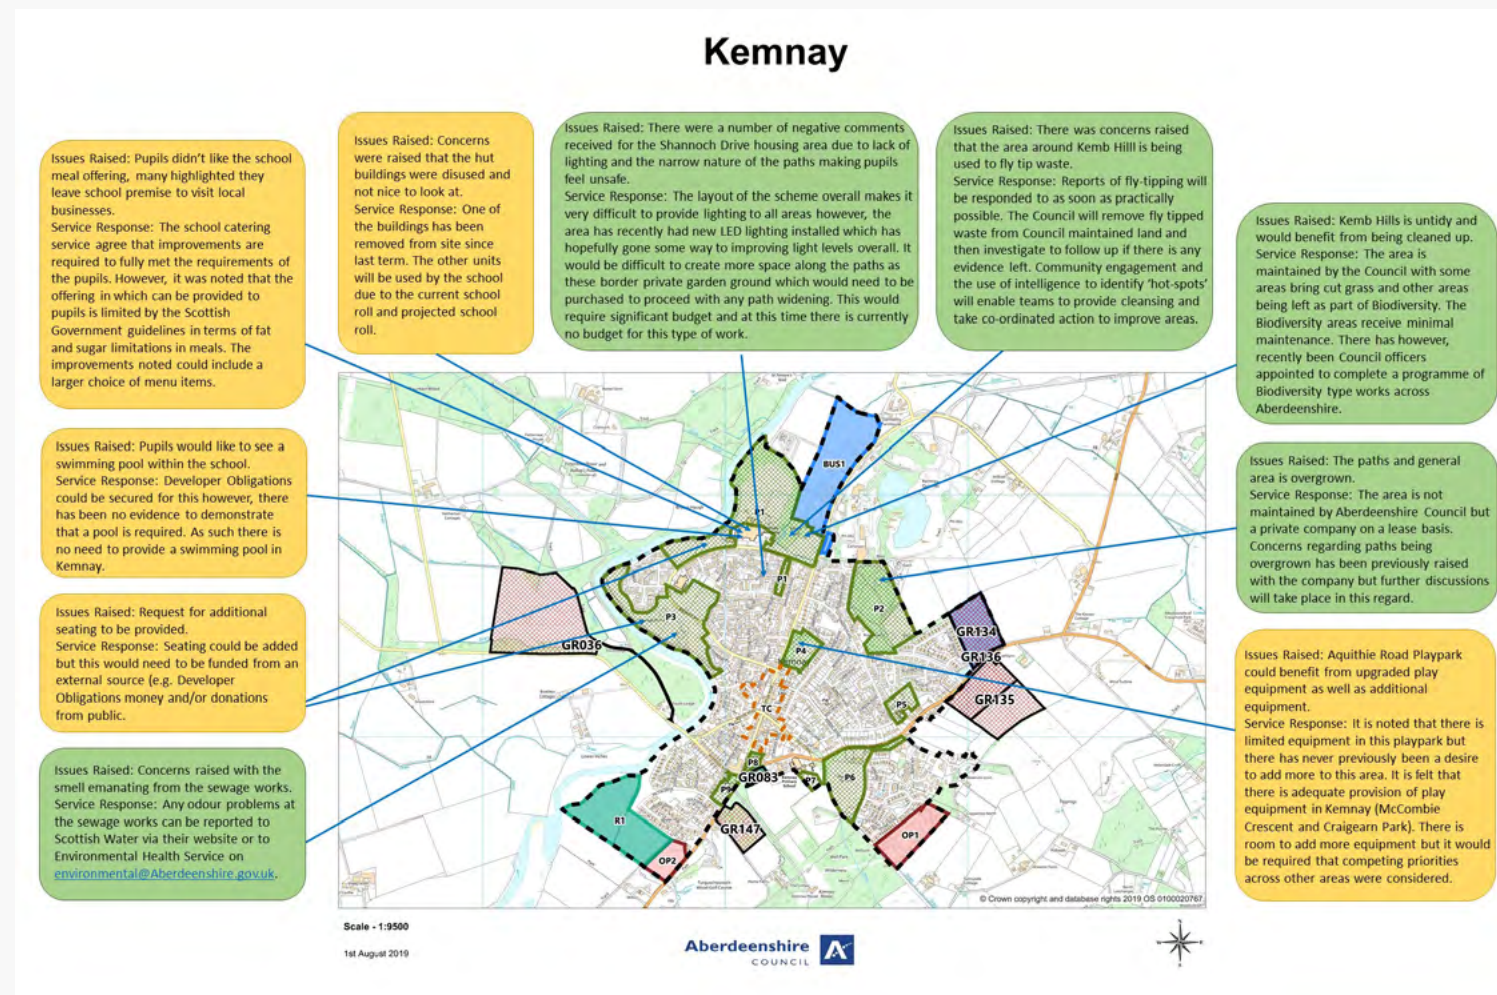 Kemnay
Issues Raised: Pupils didn't like the school
meal offering, many highlighted they
leave school premise to visit local
businesses.
Service Response: The school catering
service agree that improvements are
required to fully met the requirements of
the pupils. However, it was noted that the
offering in which can be provided to
pupils is limited by the Scottish
Government guidelines in terms of fat
and sugar limitations in meals. The
improvements noted could include a
larger choice of menu items.
Issues Raised: Concerns
were raised that the hut
buildings were disused and
not nice to look at.
Service Response: One of
the buildings has been
removed from site since
last term. The other units
will be used by the school
due to the current school
roll and projected school
roll.
Issues Raised: There were a number of negative comments
received for the Shannoch Drive housing area due to lack of
lighting and the narrow nature of the paths making pupils
feel unsafe.
Service Response: The layout of the scheme overall makes it
very difficult to provide lighting to all areas however, the
area has recently had new LED lighting installed which has
hopefully gone some way to improving light levels overall. It
would be difficult to create more space along the paths as
these border private garden ground which would need to be
purchased to proceed with any path widening. This would
require significant budget and at this time there is currently
no budget for this type of work.
Issues Raised: There was concerns raised
that the area around Kemb Hilll is being
used to fly tip waste.
Service Response: Reports of fly-tipping will
be responded to as soon as practically
possible. The Council will remove fly tipped
waste from Council maintained land and
then investigate to follow up if there is any
evidence left. Community engagement and
the use of intelligence to identify 'hot-spots'
will enable teams to provide cleansing and
take co-ordinated action to improve areas.
Issues Raised: Kemb Hills is untidy and
would benefit from being cleaned up.
Service Response: The area is
maintained by the Council with some
areas bring cut grass and other areas
being left as part of Biodiversity. The
Biodiversity areas receive minimal
maintenance. There has however,
recently been Council officers
appointed to complete a programme of
Biodiversity type works across
Aberdeenshire.
Issues Raised: Pupils would like to see a
swimming pool within the school.
Service Response: Developer Obligations
could be secured for this however, there
has been no evidence to demonstrate
that a pool is required. As such there is
no need to provide a swimming pool in
Kemnay.
Issues Raised: The paths and general
area is overgrown.
Service Response: The area is not
maintained by Aberdeenshire Council but
a private company on a lease basis.
Concerns regarding paths being
overgrown has been previously raised
with the company but further discussions
will take place in this regard.
Issues Raised: Request for additional
seating to be provided.
Service Response: Seating could be added
but this would need to be funded from an
external source (e.g. Developer
Obligations money and/or donations
from public.
Issues Raised: Aquithie Road Playpark
could benefit from upgraded play
equipment as well as additional
equipment.
Service Response: It is noted that there is
limited equipment in this playpark but
there has never previously been a desire
to add more to this area. It is felt that
there is adequate provision of play
equipment in Kemnay (McCombie
Crescent and Craigearn Park). There is
room to add more equipment but it would
be required that competing priorities
across other areas were considered.
Issues Raised: Concerns raised with the
smell emanating from the sewage works.
Service Response: Any odour problems at
the sewage works can be reported to
Scottish Water via their website or to
Environmental Health Service on
environmental@Aberdeenshire.gov.uk.
BUS1
P1
P1
P2
P3
GR036
GR134
GR136
P4
Kemnay
GR135
P5
TC
P8
GR083
P7
P6
P9
R1
GR147
OP1
OP2
© Crown copyright and database rights 2019 OS 0100020767
Scale - 1:9500
1st August 2019
Aberdeenshire
COUNCIL